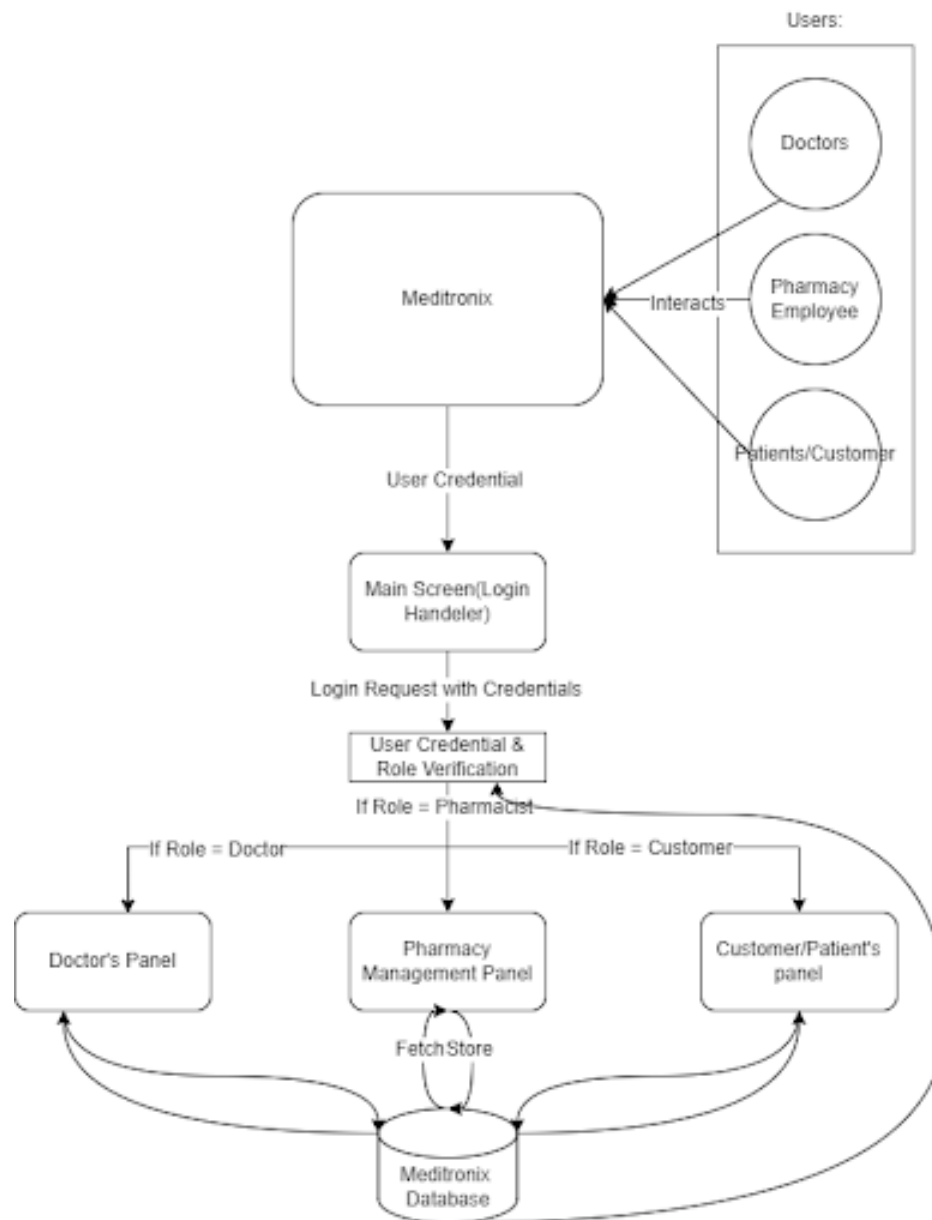 Users:
Doctors
Meditronix
Interacts
Pharmacy
Employee
Patients/Customer
User Credential
Main Screen(Login
Handeler)
Login Request with Credentials
User Credential &
Role Verification
If Role = Pharmacist
If Role = Doctor
If Role = Customer
Doctor's Panel
Pharmacy
Management Panel
Customer/Patient's
panel
Fetch
Store
Meditronix
Database